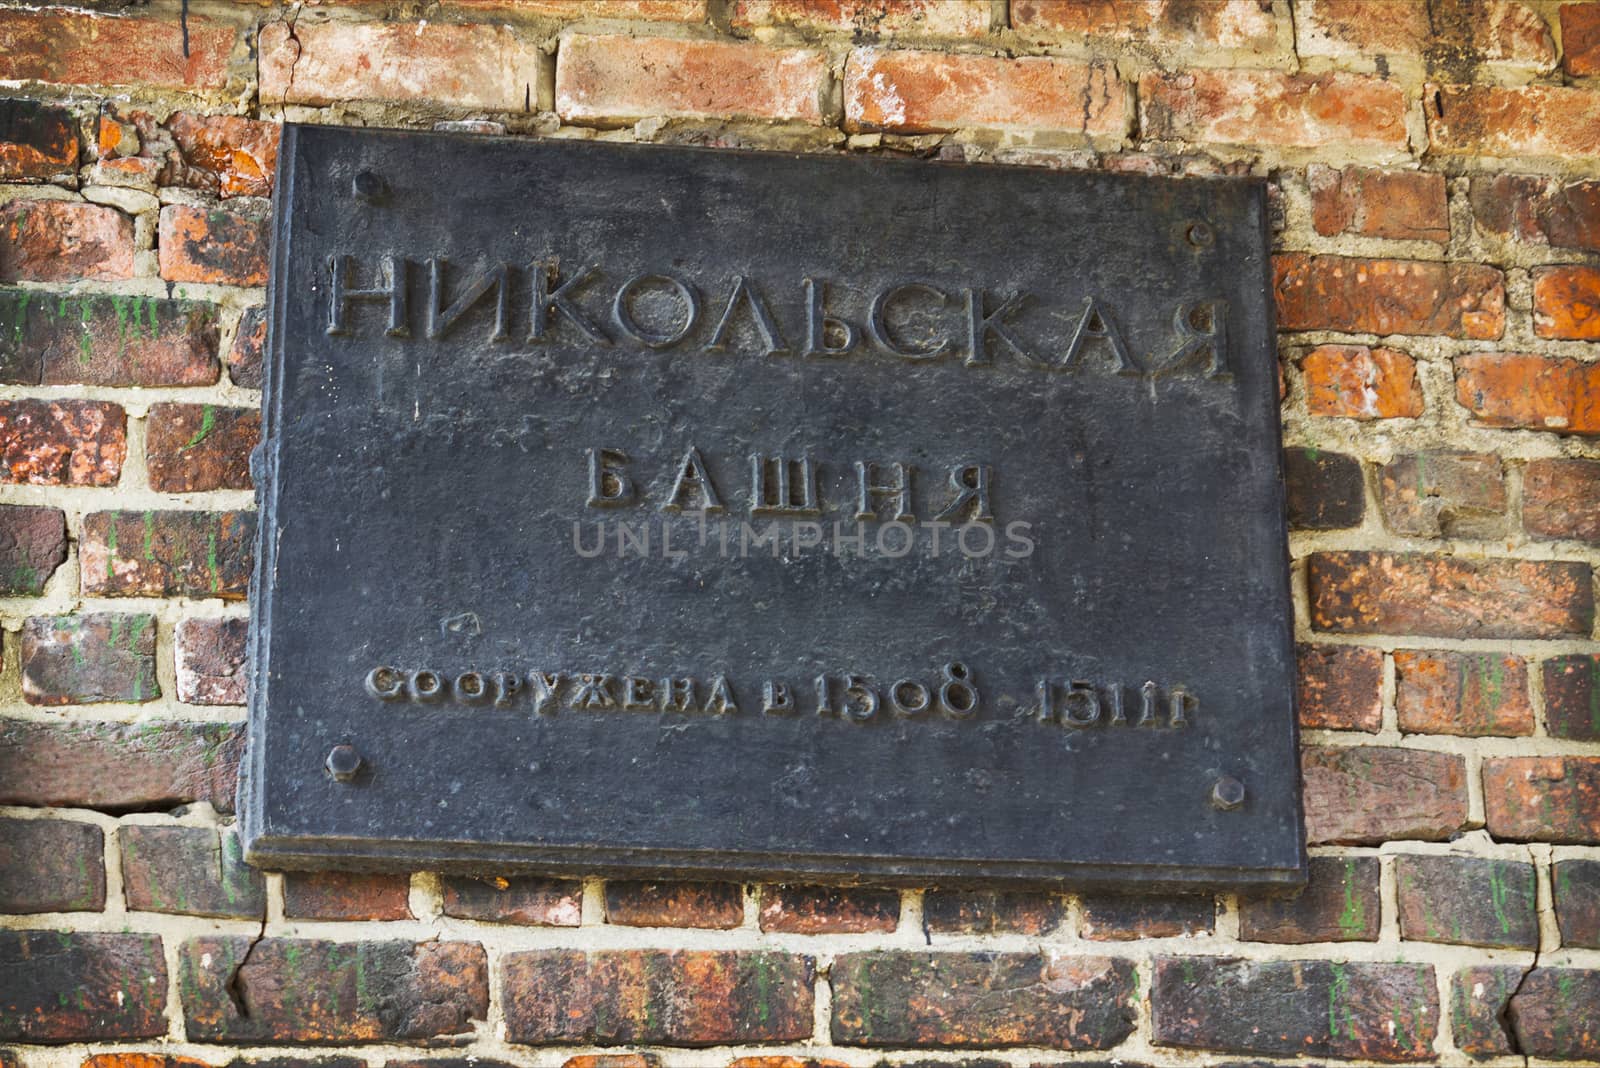 НИКОЛЬСКАЯ
БАШНЯ
UNLIMPHOTOS
СООРУЖЕНА В 1508 1511 Г